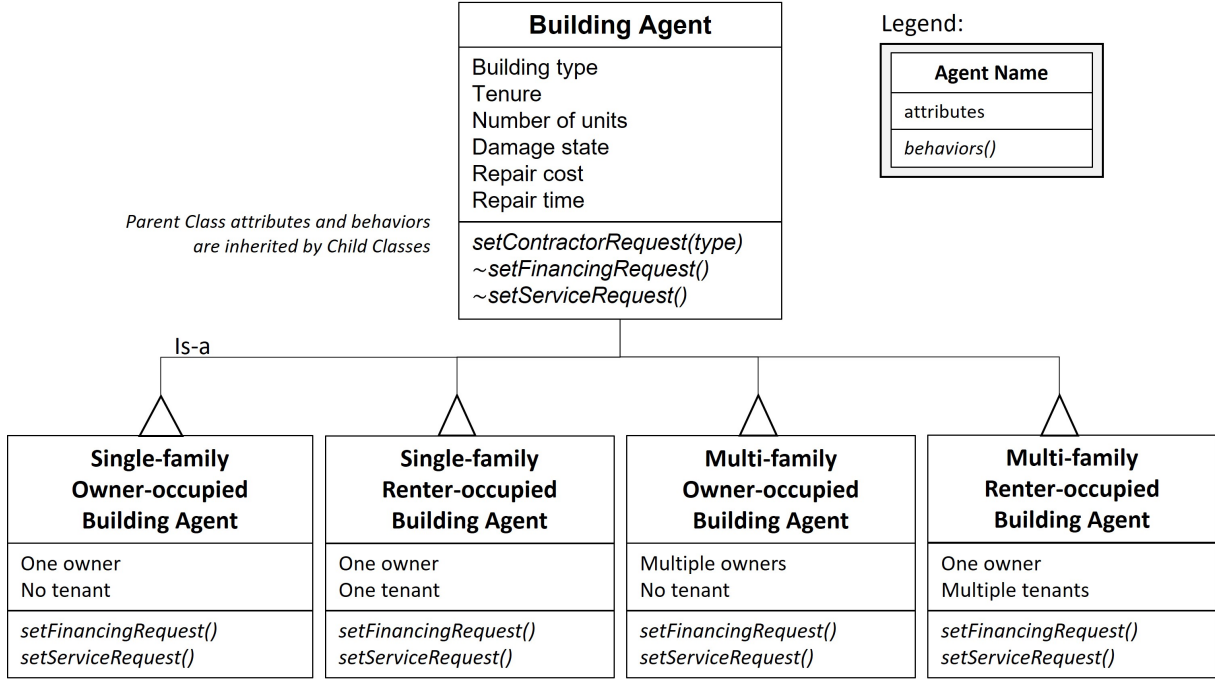 Building Agent
Building type
Tenure
Number of units
Damage state
Repair cost
Repair time
setContractorRequest(type)
~setFinancingRequest()
~setServiceRequest()
Legend:
Agent Name
attributes
behaviors()
Parent Class attributes and behaviors
are inherited by Child Classes
Is-a
Single-family
Owner-occupied
Building Agent
One owner
No tenant
setFinancingRequest()
setServiceRequest()
Single-family
Renter-occupied
Building Agent
One owner
One tenant
setFinancingRequest()
setServiceRequest()
Multi-family
Owner-occupied
Building Agent
Multiple owners
No tenant
setFinancingRequest()
setServiceRequest()
Multi-family
Renter-occupied
Building Agent
One owner
Multiple tenants
setFinancingRequest()
setServiceRequest()